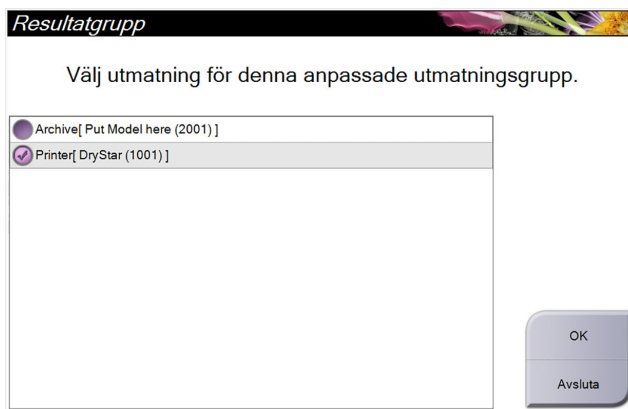 Resultatgrupp
Välj utmatning för denna anpassade utmatningsgrupp.
Archive[ Put Model here (2001) ]
Printer[ DryStar (1001) ]
OK
Avsluta